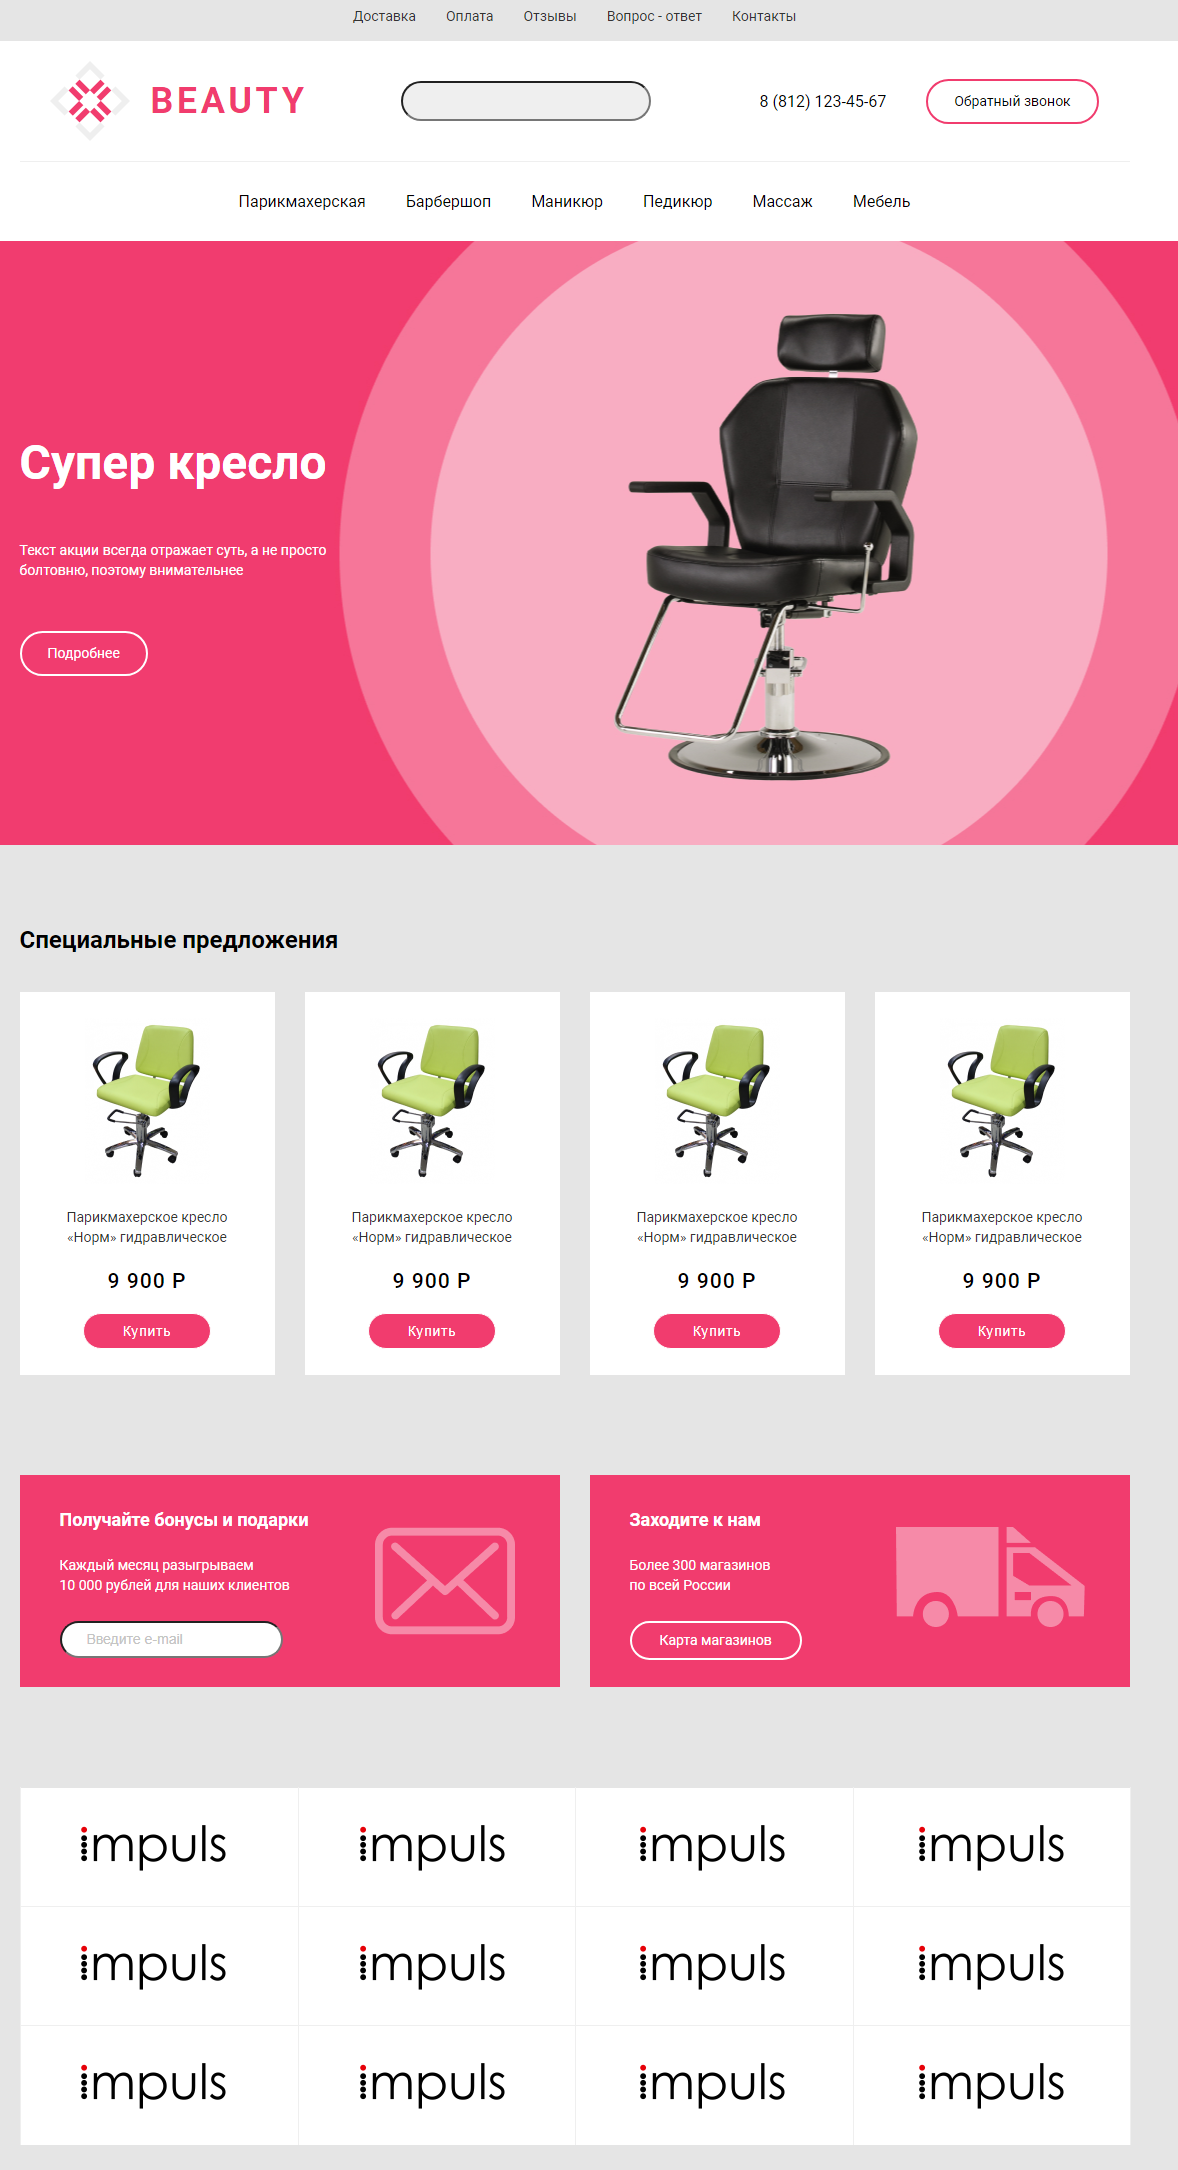 Доставка Оплата Отзывы Вопрос - ответ Контакты
BEAUTY 8 (812) 123-45-67 Обратный звонок
Парикмахерская Барбершоп Маникюр Педикюр Массаж Мебель
Супер кресло
Текст акции всегда отражает суть, а не просто
болтовню, поэтому внимательнее
Подробнее
Специальные предложения
Парикмахерское кресло
«Норм» гидравлическое
9 900 Р
Купить
Парикмахерское кресло
«Норм» гидравлическое
9 900 Р
Купить
Парикмахерское кресло
«Норм» гидравлическое
9 900 Р
Купить
Парикмахерское кресло
«Норм» гидравлическое
9 900 Р
Купить
Получайте бонусы и подарки
Каждый месяц разыгрываем
10 000 рублей для наших клиентов
Введите e-mail
Заходите к нам
Более 300 магазинов
по всей России
Карта магазинов
impuls impuls impuls impuls
impuls impuls impuls impuls
impuls impuls impuls impuls